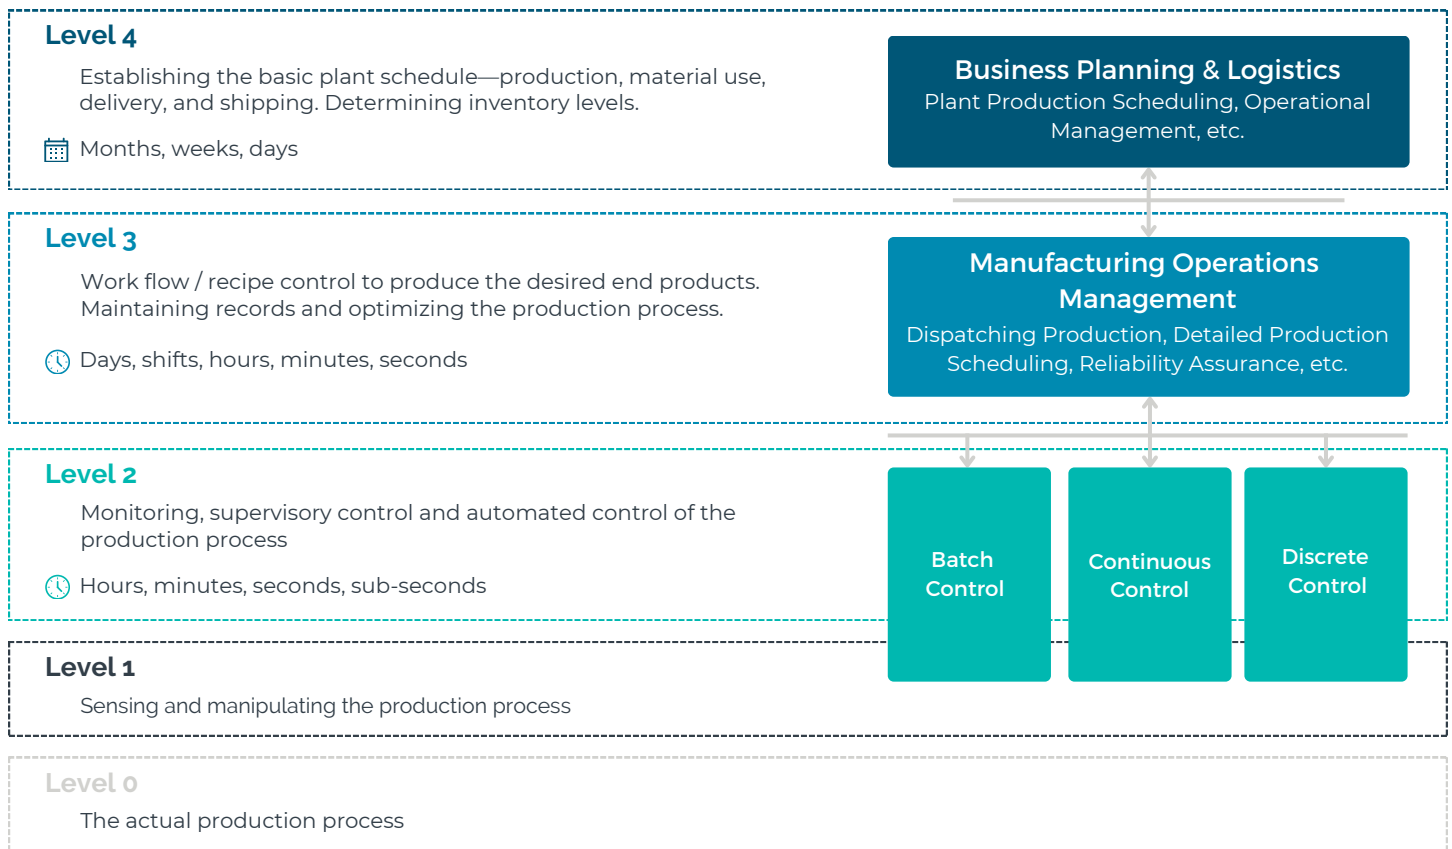 Level 4
Establishing the basic plant schedule—production, material use,
delivery, and shipping. Determining inventory levels.
Months, weeks, days
Business Planning & Logistics
Plant Production Scheduling, Operational
Management, etc.
Level 3
Work flow / recipe control to produce the desired end products.
Maintaining records and optimizing the production process.
Days, shifts, hours, minutes, seconds
Manufacturing Operations
Management
Dispatching Production, Detailed Production
Scheduling, Reliability Assurance, etc.
Level 2
Monitoring, supervisory control and automated control of the
production process
Hours, minutes, seconds, sub-seconds
Batch
Control
Continuous
Control
Discrete
Control
Level 1
Sensing and manipulating the production process
Level 0
The actual production process